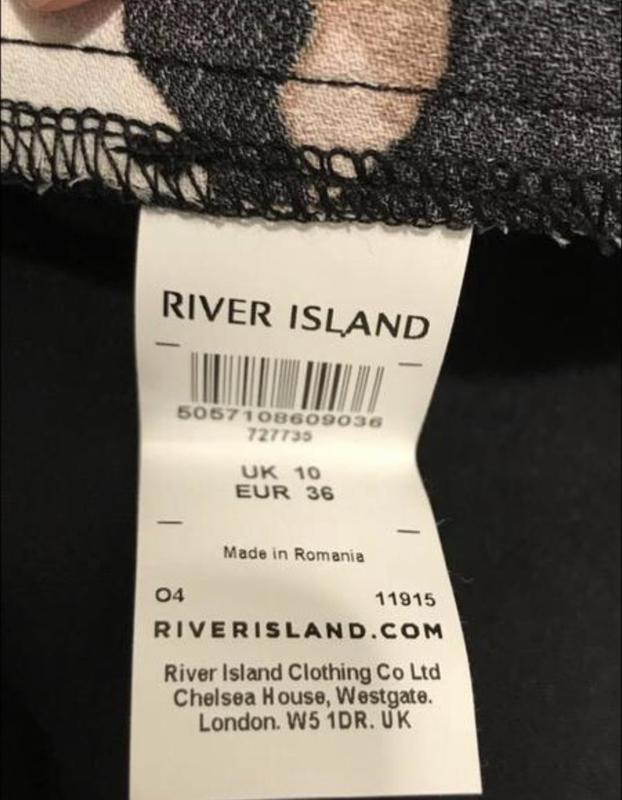 RIVER ISLAND
5057108609036
727735
UK 10
EUR 36
Made in Romania
04 11915
RIVERISLAND.COM
River Island Clothing Co Ltd
Chelsea House, Westgate.
London. W5 1DR. UK